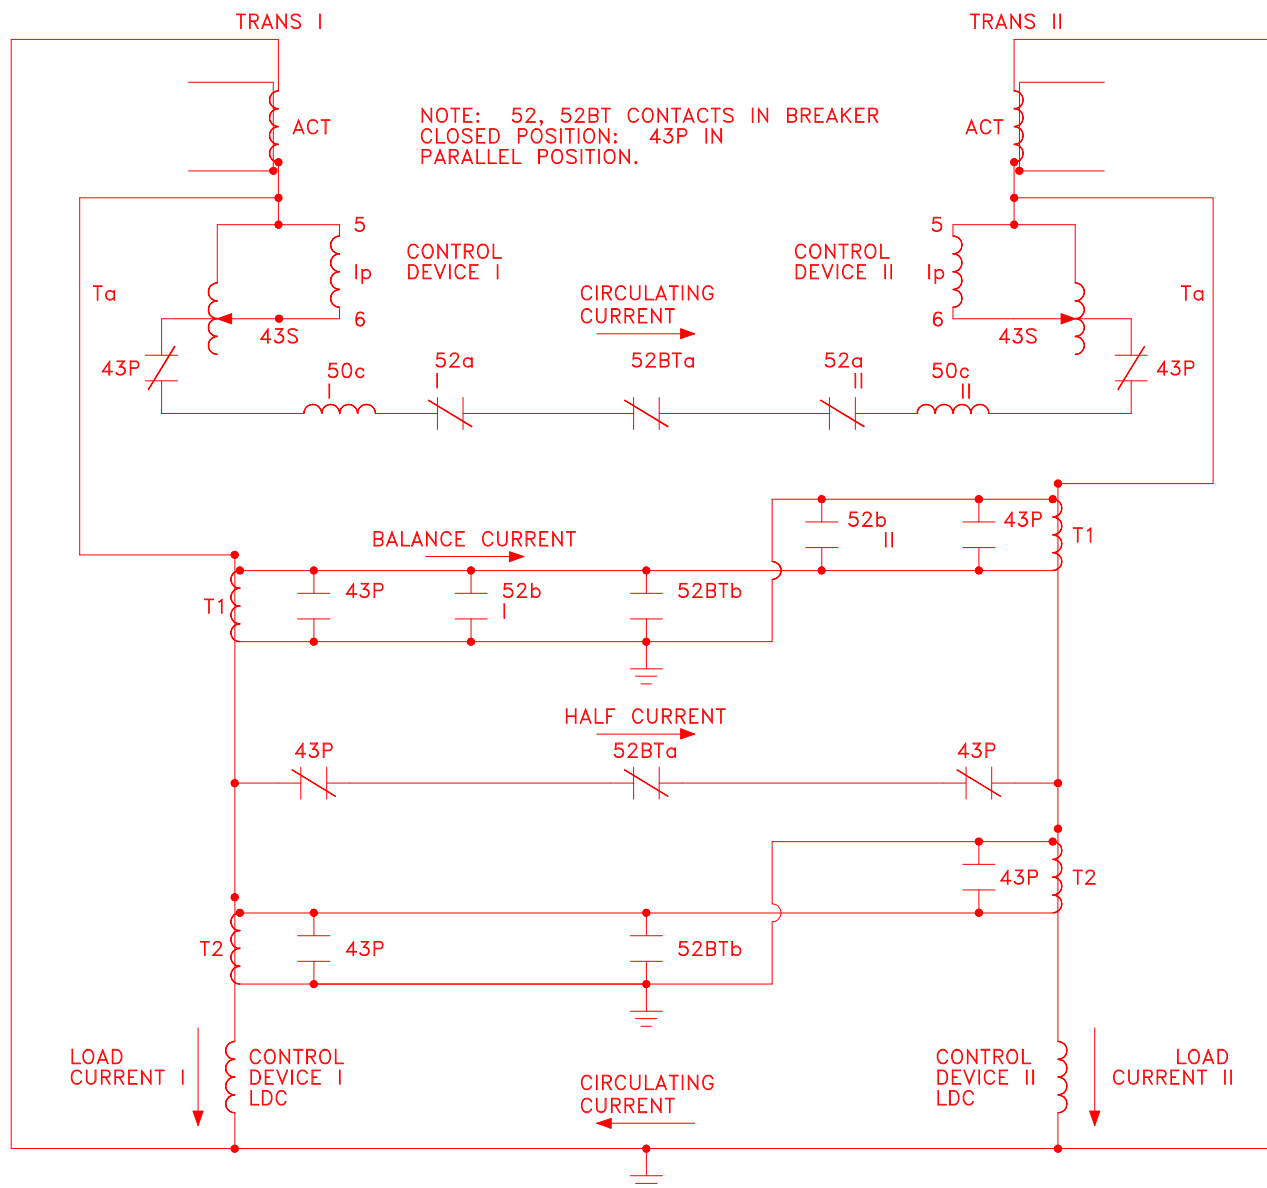 TRANS I
TRANS II
ACT
NOTE: 52, 52BT CONTACTS IN BREAKER
CLOSED POSITION: 43P IN
PARALLEL POSITION.
ACT
5
5
CONTROL
DEVICE I
CONTROL
DEVICE II
Ip
Ip
Ta
Ta
CIRCULATING
CURRENT
6
6
43S
43S
43P
50c
I
52a
I
52BTa
52a
II
50c
II
43P
BALANCE CURRENT
52b
II
43P
T1
T1
43P
52b
I
52BTb
HALF CURRENT
43P
52BTa
43P
43P
T2
T2
43P
52BTb
LOAD
CURRENT I
CONTROL
DEVICE I
LDC
CIRCULATING
CURRENT
CONTROL
DEVICE II
LDC
LOAD
CURRENT II